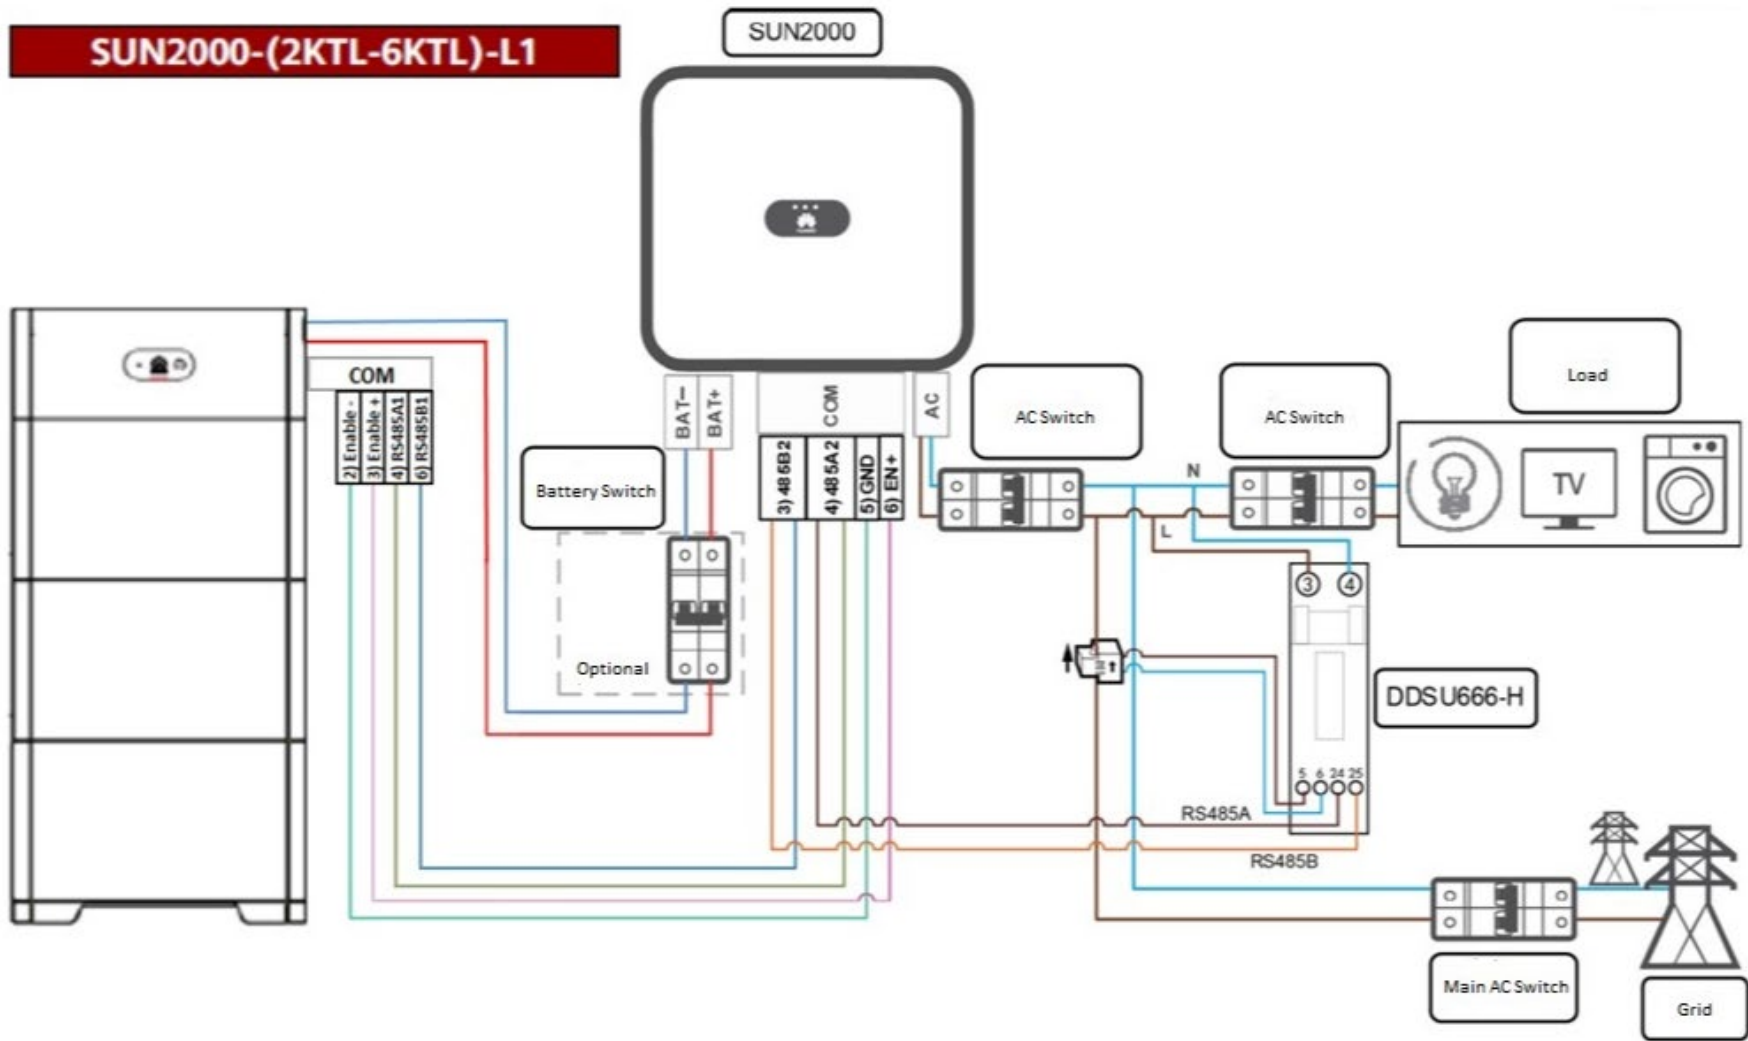 SUN2000-(2KTL-6KTL)-L1
SUN2000
COM
2) Enable -
3) Enable +
4) RS485A1
6) RS485B1
BAT−
BAT+
COM
3) 485B2
4) 485A2
5) GND
6) EN+
AC
AC Switch
AC Switch
Load
TV
Battery Switch
Optional
N
L
3
4
DDSU666-H
5 6 24 25
RS485A
RS485B
Main AC Switch
Grid